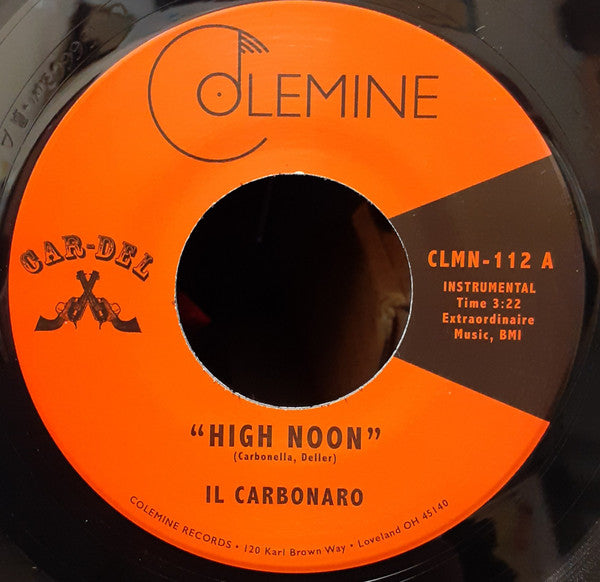 COLEMINE
CAR-DEL
CLMN-112 A
INSTRUMENTAL
Time 3:22
Extraordinaire
Music, BMI
"HIGH NOON"
(Carbonella, Deller)
IL CARBONARO
COLEMINE RECORDS • 120 Karl Brown Way • Loveland OH 45140